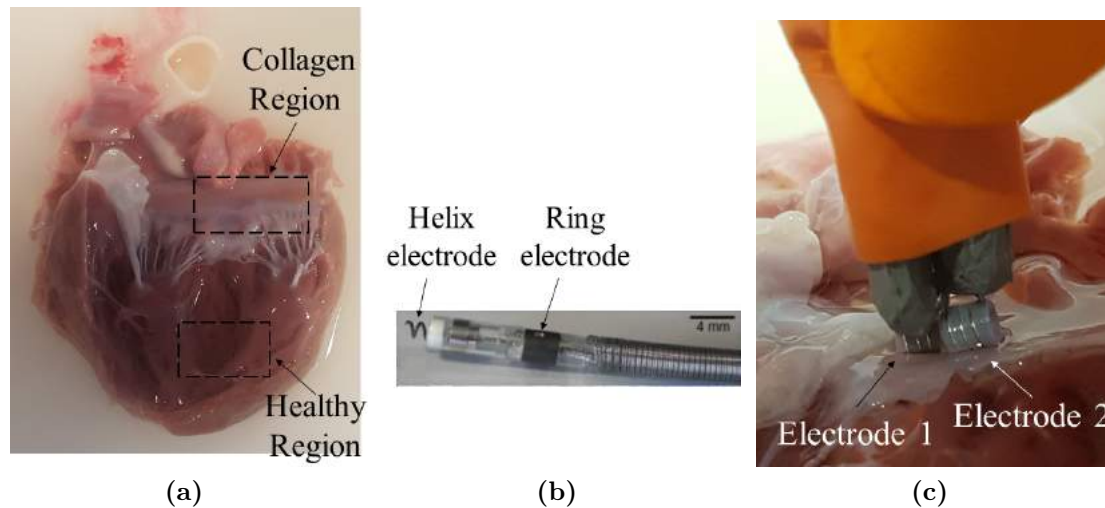 Collagen
Region
Healthy
Region
(a)
Helix
electrode
Ring
electrode
4 mm
(b)
Electrode 1
Electrode 2
(c)